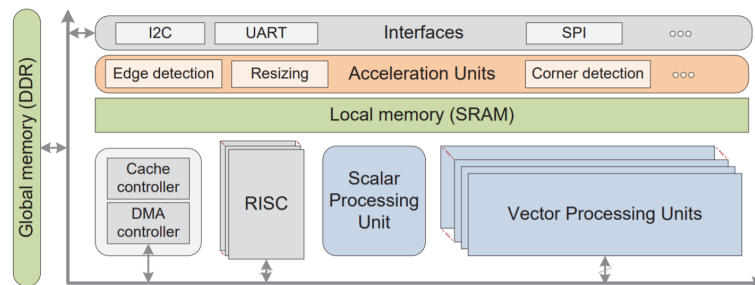 Global memory (DDR)
I2C
UART
Interfaces
SPI
Edge detection
Resizing
Acceleration Units
Corner detection
Local memory (SRAM)
Cache
controller
DMA
controller
RISC
Scalar
Processing
Unit
Vector Processing Units